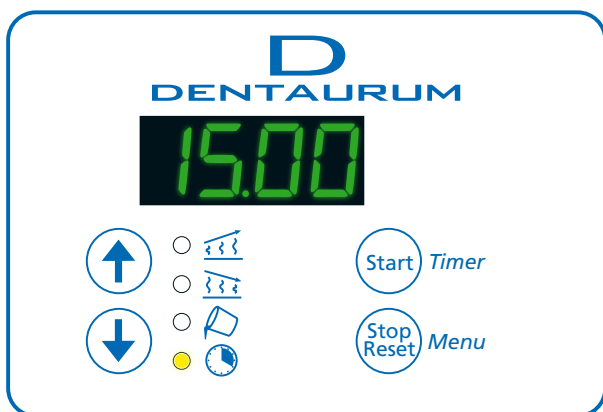 D
DENTAURUM
15.00
Start Timer
Stop
Reset Menu